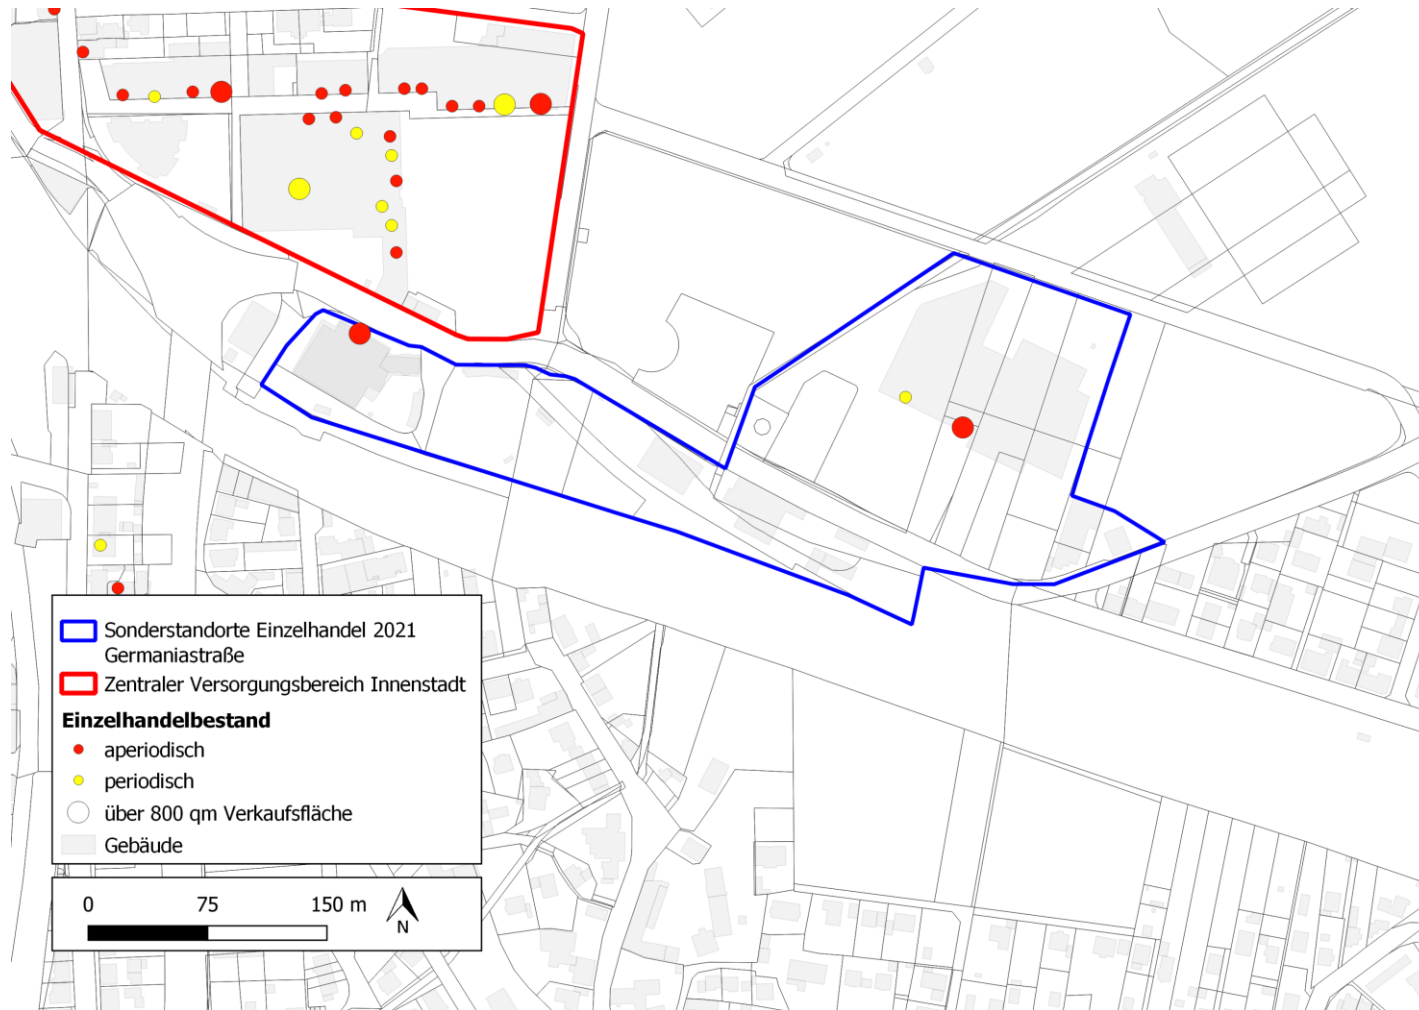 Sonderstandorte Einzelhandel 2021
Germaniastraße
Zentraler Versorgungsbereich Innenstadt
Einzelhandelbestand
aperiodisch
periodisch
über 800 qm Verkaufsfläche
Gebäude
0 75 150 m
N